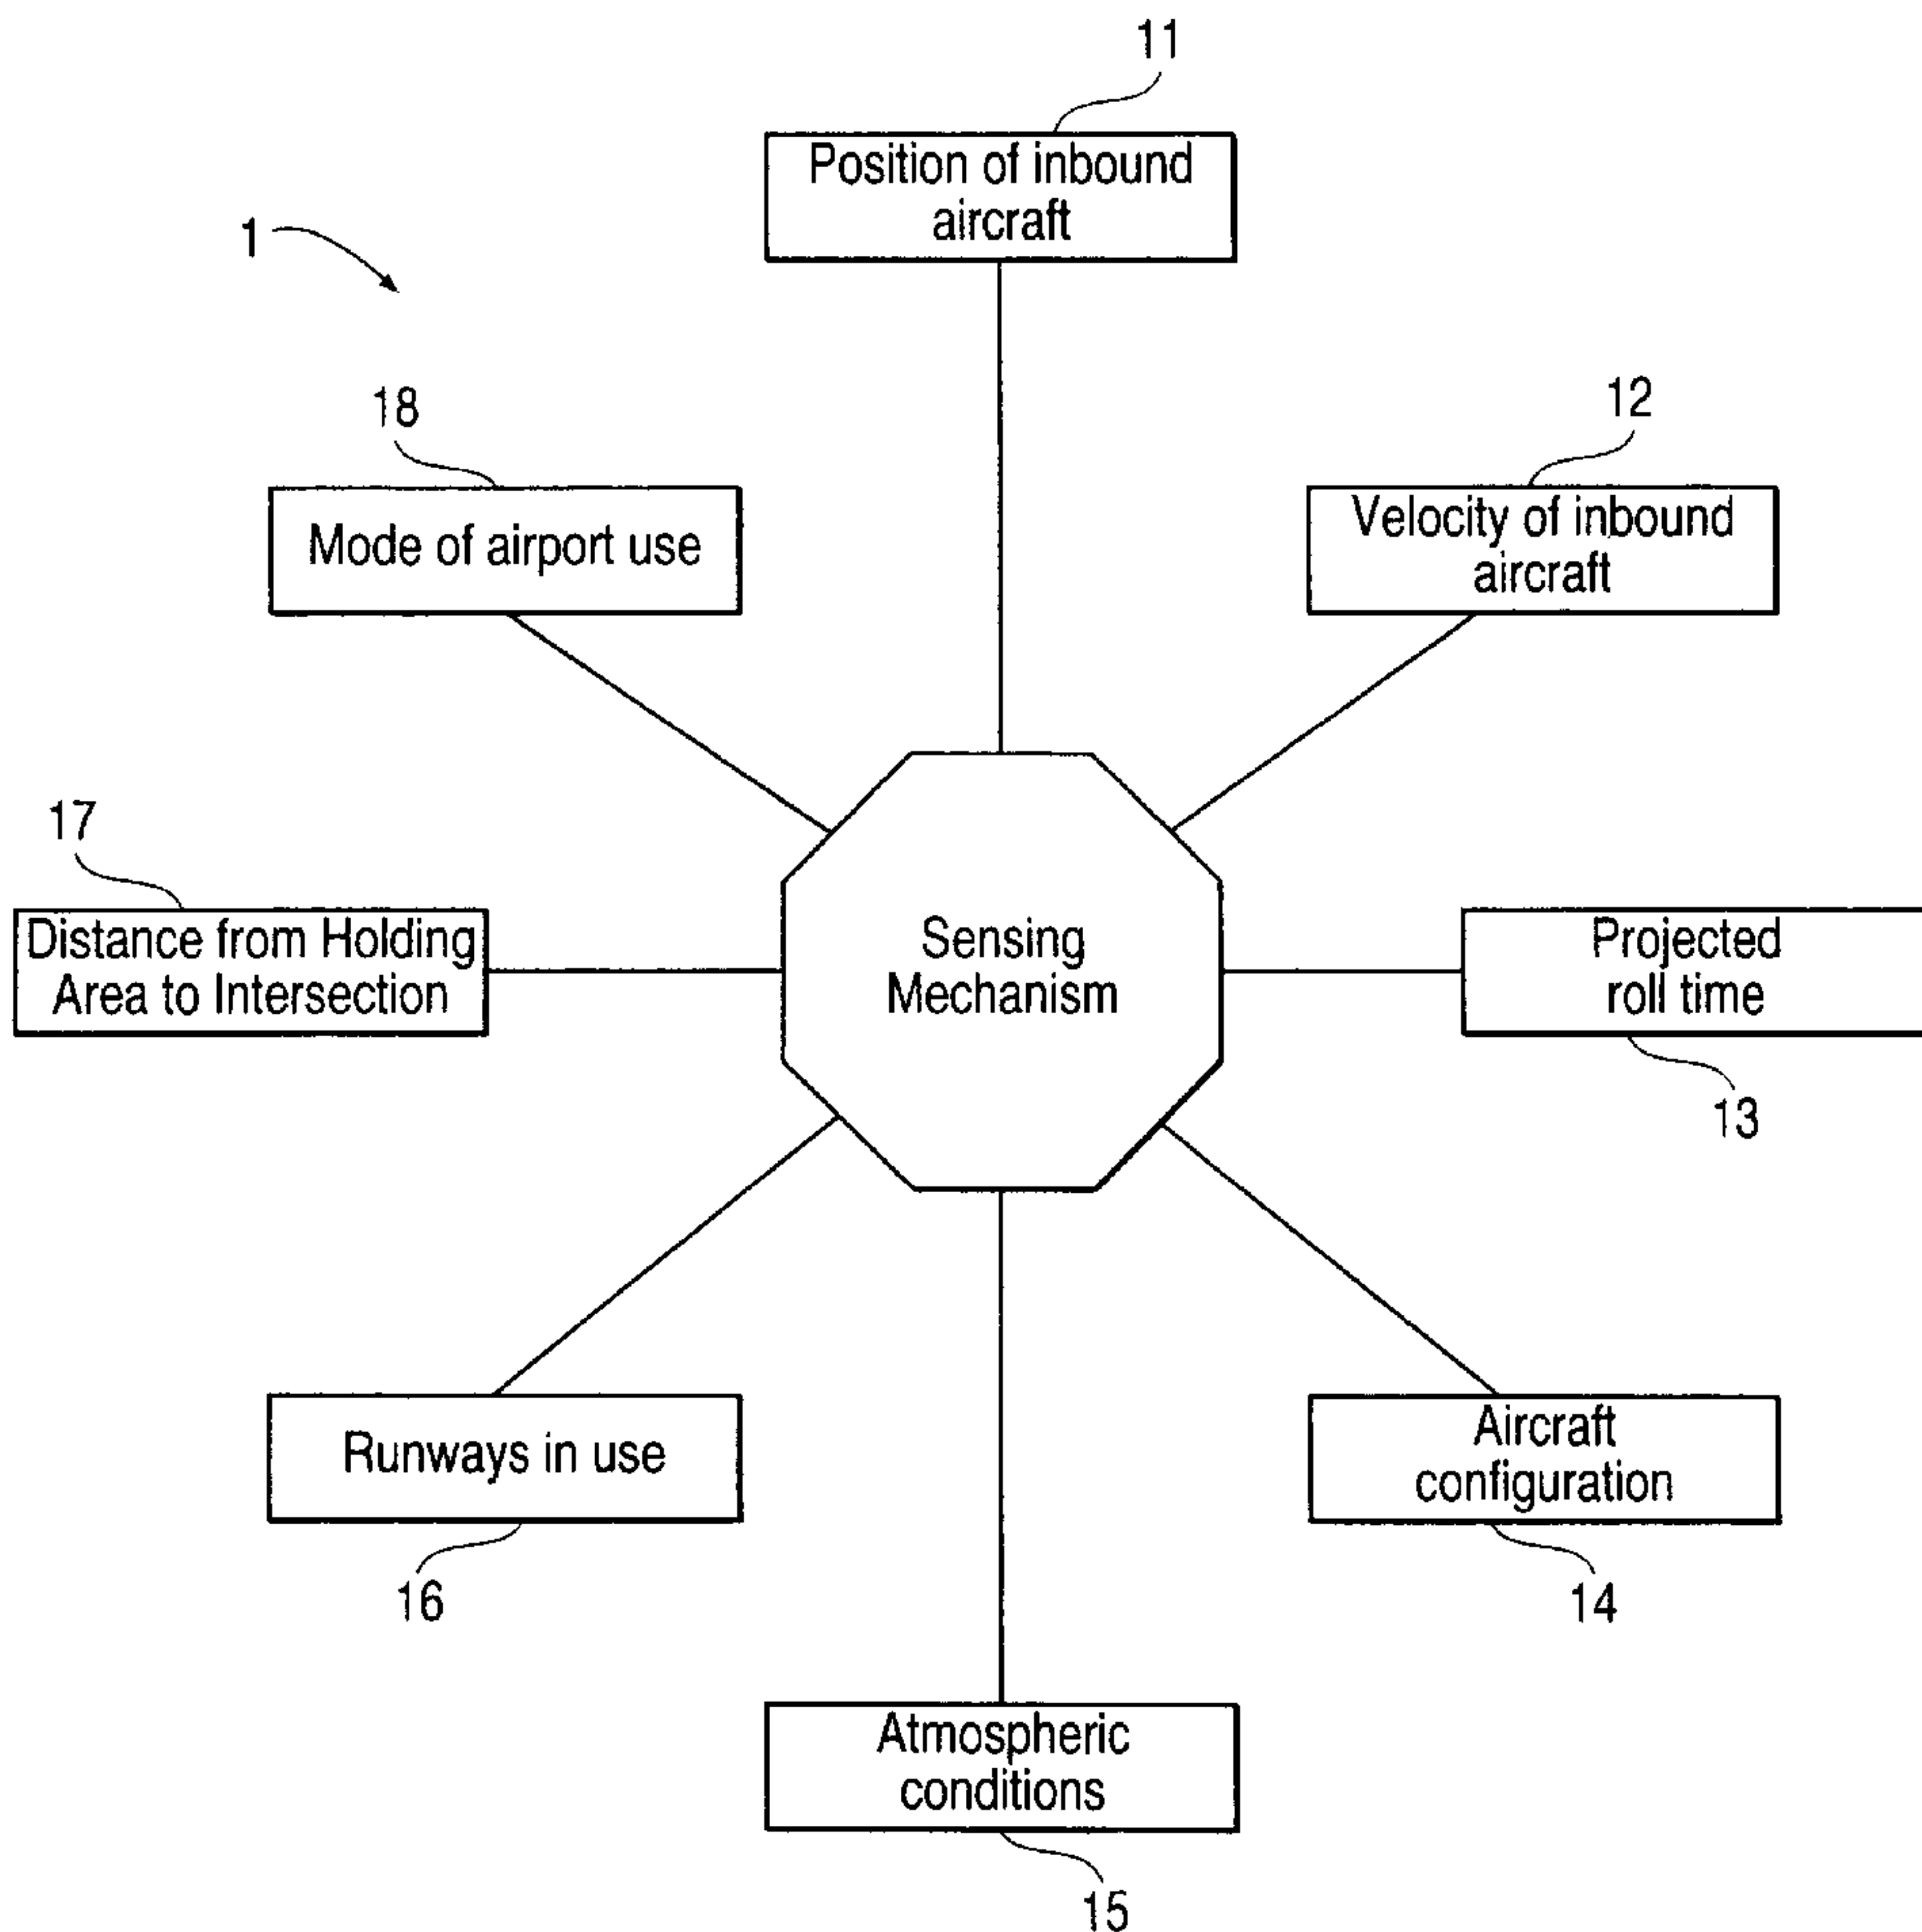 11
Position of inbound
aircraft
1
18
12
Mode of airport use
Velocity of inbound
aircraft
17
Distance from Holding
Area to Intersection
Sensing
Mechanism
Projected
roll time
13
Runways in use
Aircraft
configuration
16
14
Atmospheric
conditions
15